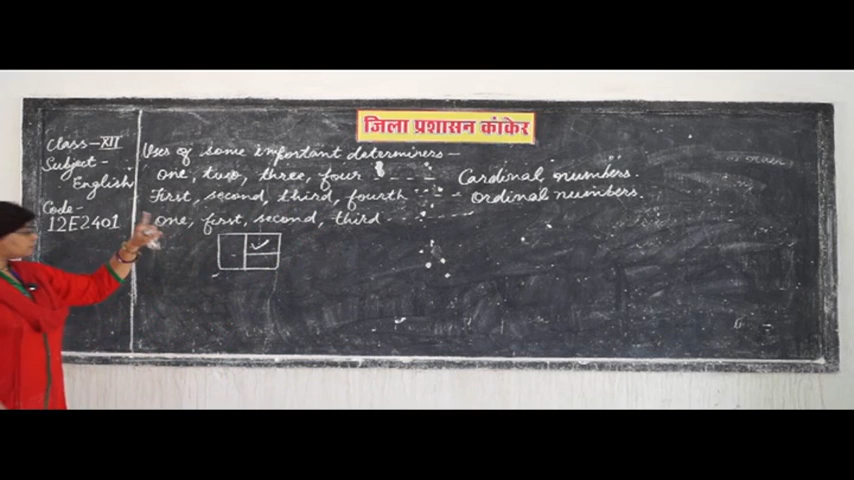 जिला प्रशासन कांकेर
Class-XII
Subject-
English
Code-
12E2401
Uses of some important determiners-
one, two, three, four ----- Cardinal numbers.
First, second, third, fourth ----- ordinal numbers.
one, first, second, third -----